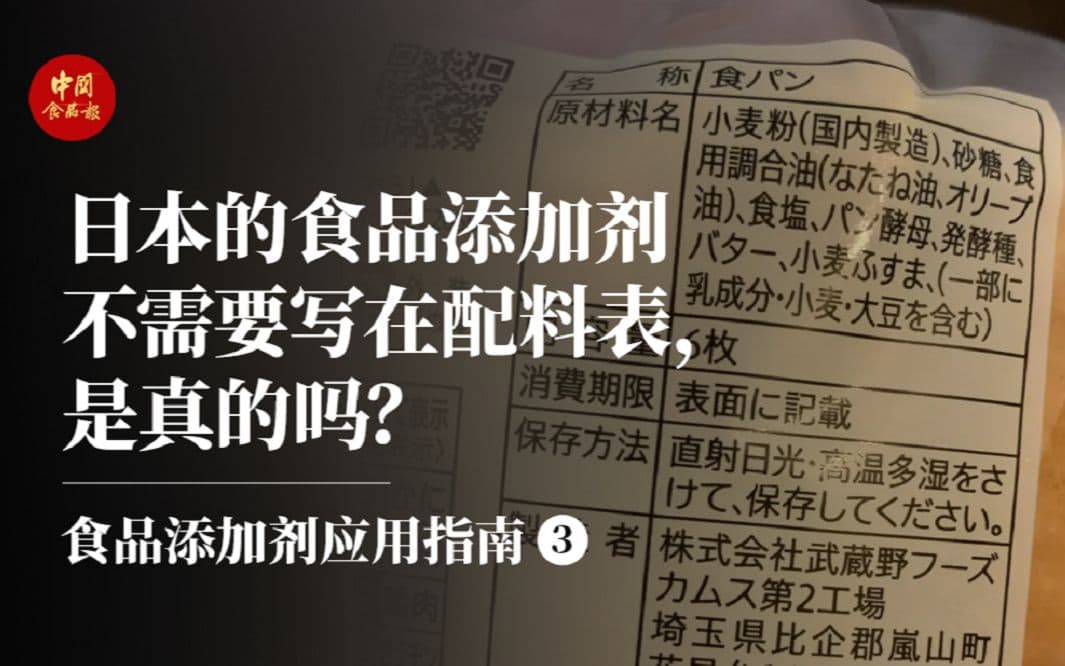 中国
食品報
日本的食品添加剂
不需要写在配料表，
是真的吗？
食品添加剂应用指南 3
名 称 食パン
原材料名 小麦粉(国内製造)、砂糖、食
用調合油(なたね油、オリーブ
油)、食塩、パン酵母、発酵種、
バター、小麦ふすま、(一部に
乳成分・小麦・大豆を含む)
容量 6枚
消費期限 表面に記載
保存方法 直射日光・高温多湿をさ
けて、保存してください。
製 者 株式会社武蔵野フーズ
カムス第2工場
埼玉県比企郡嵐山町